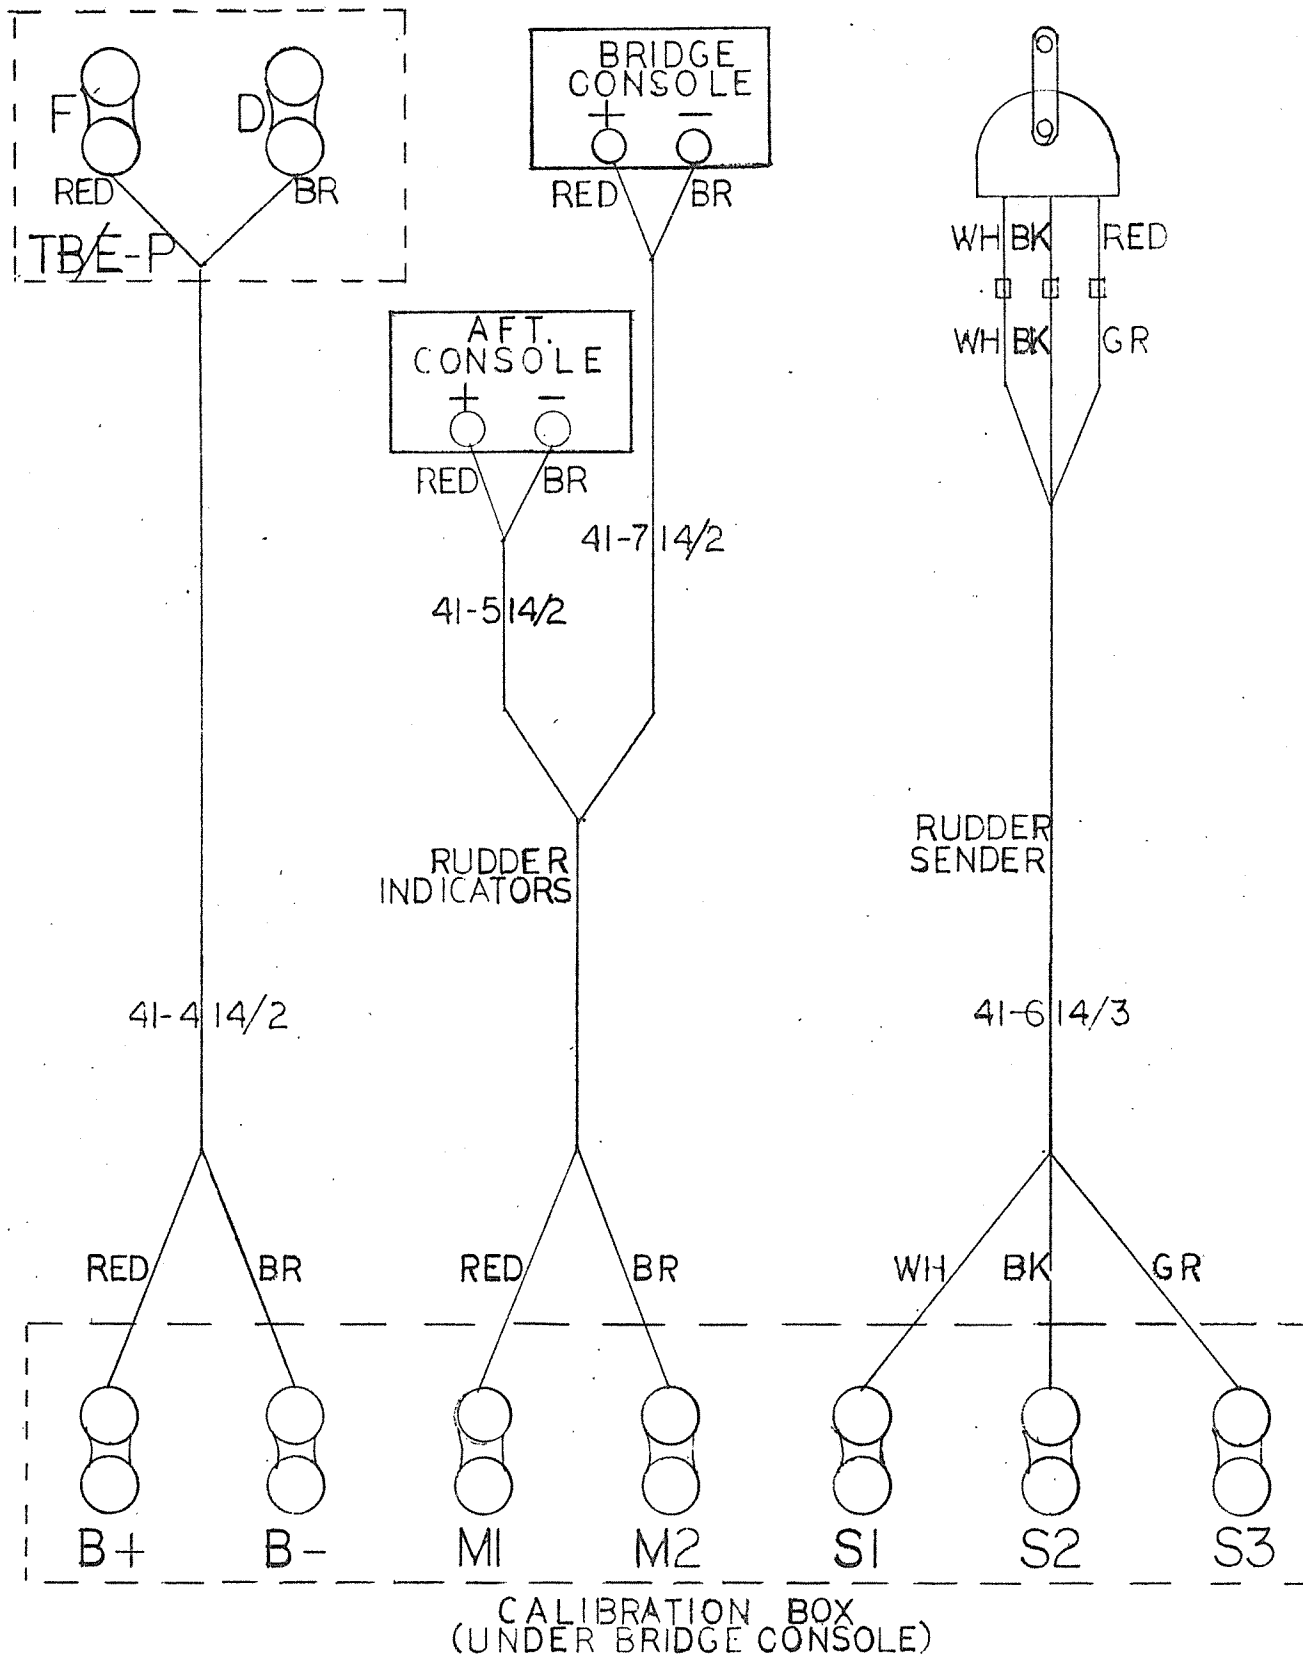 F
D
RED
BR
TB/E-P
BRIDGE
CONSOLE
+ −
RED
BR
AFT.
CONSOLE
+ −
RED
BR
41-7 14/2
41-5 14/2
WH BK RED
WH BK GR
RUDDER
INDICATORS
RUDDER
SENDER
41-4 14/2
41-6 14/3
RED BR RED BR WH BK GR
B+ B- M1 M2 S1 S2 S3
CALIBRATION BOX
(UNDER BRIDGE CONSOLE)